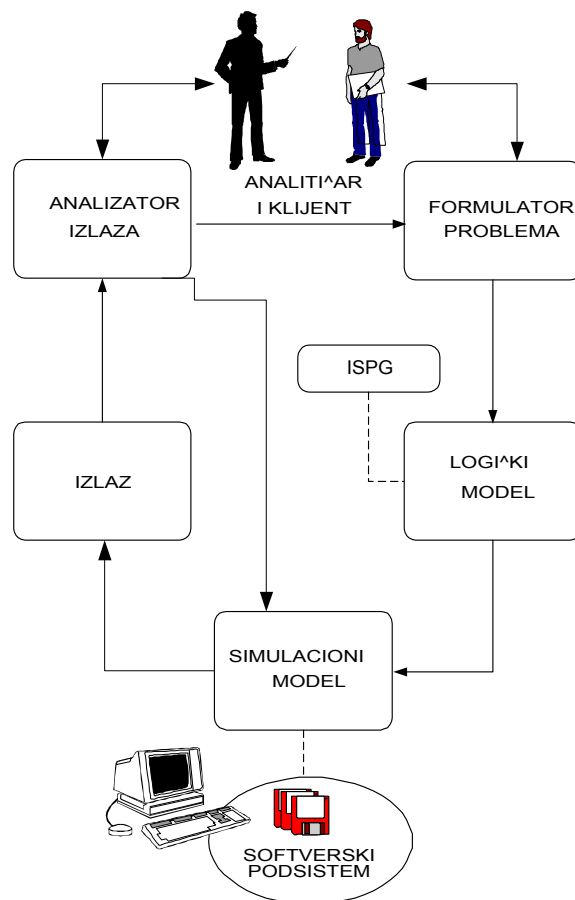 ANALITI^AR
I KLIJENT
ANALIZATOR
IZLAZA
FORMULATOR
PROBLEMA
ISPG
IZLAZ
LOGI^KI
MODEL
SIMULACIONI
MODEL
SOFTVERSKI
PODSISTEM